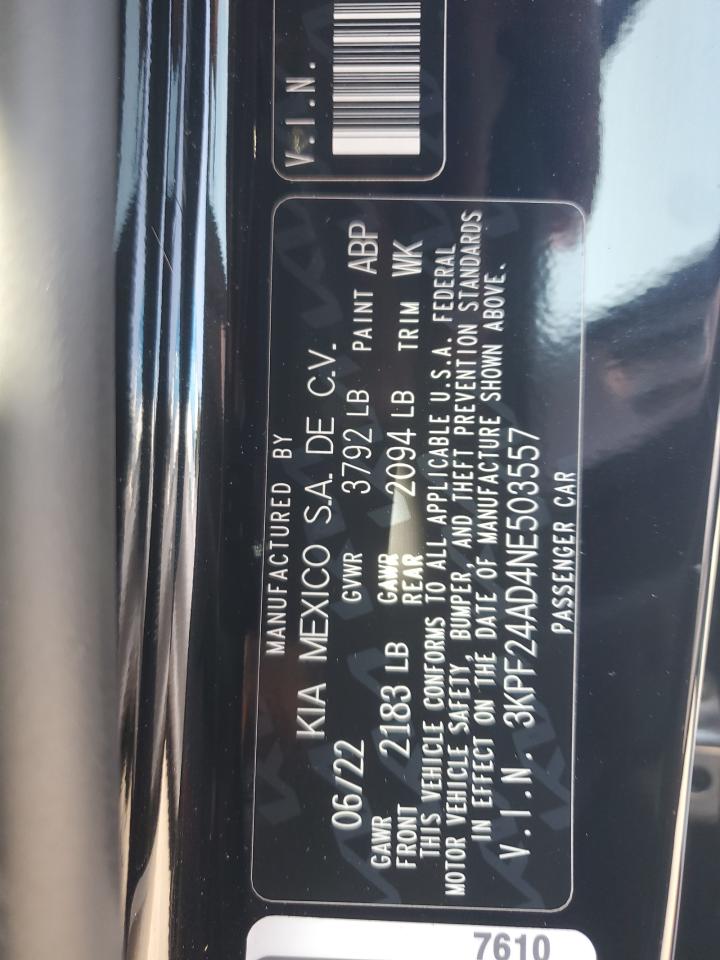 V.I.N.
MANUFACTURED BY
KIA MEXICO S.A. DE C.V.
06/22 GVWR 3792 LB PAINT ABP
GAWR FRONT 2183 LB GAWR REAR 2094 LB TRIM WK
THIS VEHICLE CONFORMS TO ALL APPLICABLE U.S.A. FEDERAL
MOTOR VEHICLE SAFETY, BUMPER, AND THEFT PREVENTION STANDARDS
IN EFFECT ON THE DATE OF MANUFACTURE SHOWN ABOVE.
V.I.N. 3KPF24AD4NE503557
PASSENGER CAR
7610